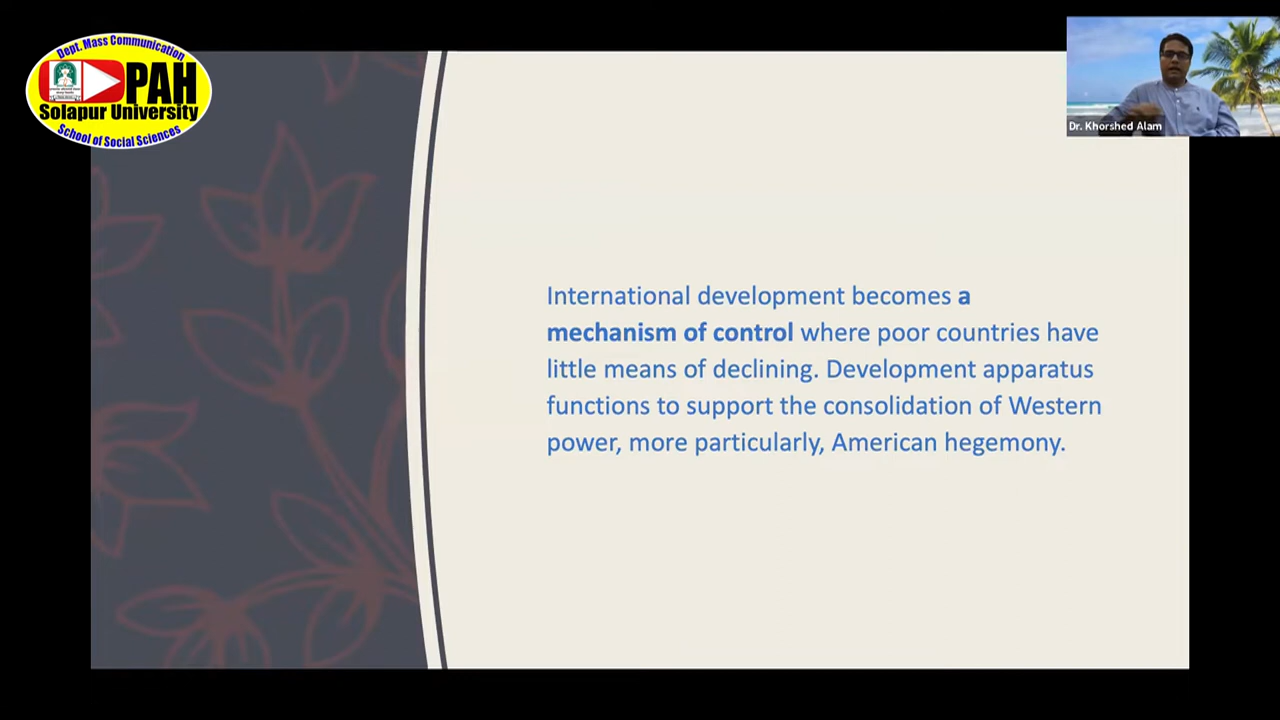 Dept. Mass Communication
PAH
Solapur University
School of Social Sciences
Dr. Khorshed Alam
International development becomes a
mechanism of control where poor countries have
little means of declining. Development apparatus
functions to support the consolidation of Western
power, more particularly, American hegemony.